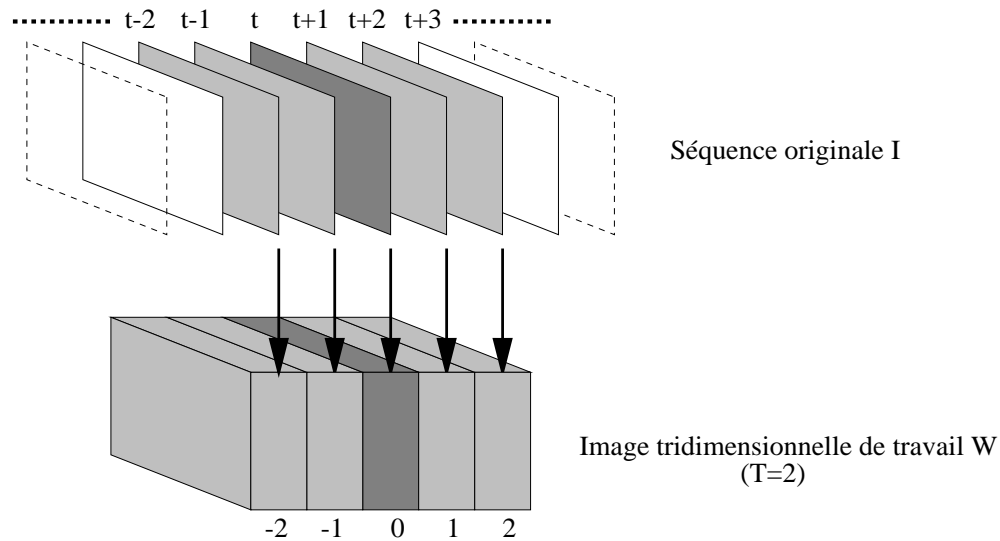 t-2 t-1 t t+1 t+2 t+3
Séquence originale I
Image tridimensionnelle de travail W
(T=2)
-2 -1 0 1 2